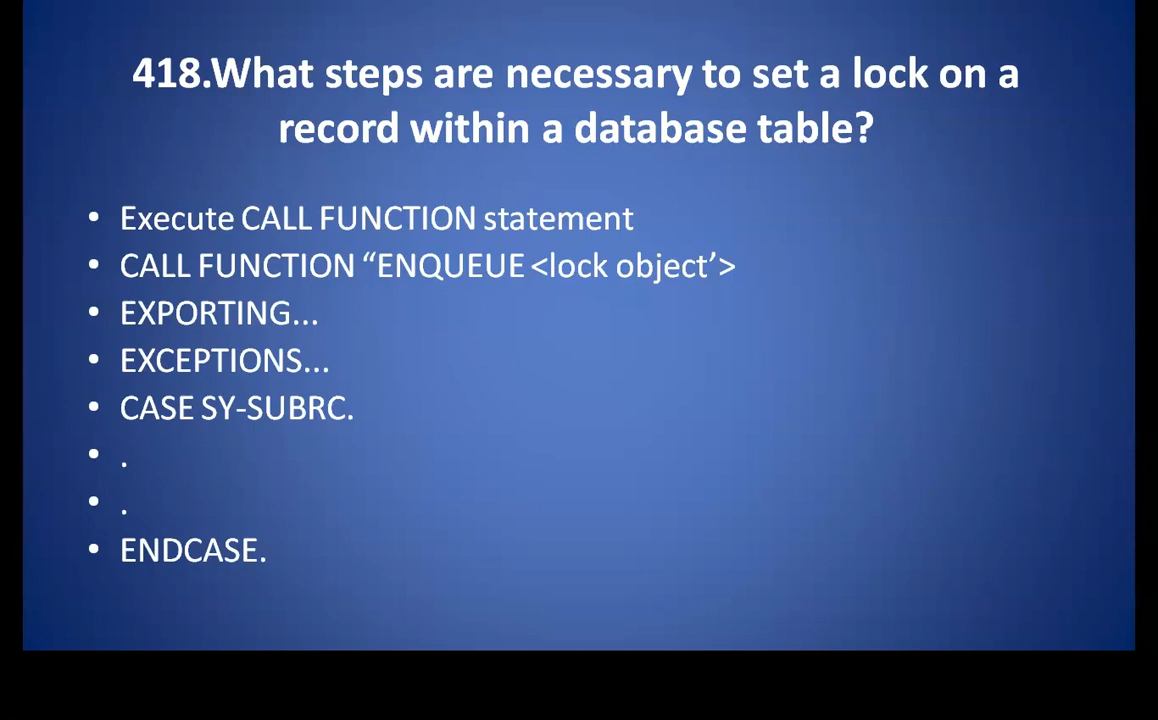 418.What steps are necessary to set a lock on a
record within a database table?
• Execute CALL FUNCTION statement
• CALL FUNCTION “ENQUEUE <lock object’>
• EXPORTING...
• EXCEPTIONS...
• CASE SY-SUBRC.
• .
• .
• ENDCASE.